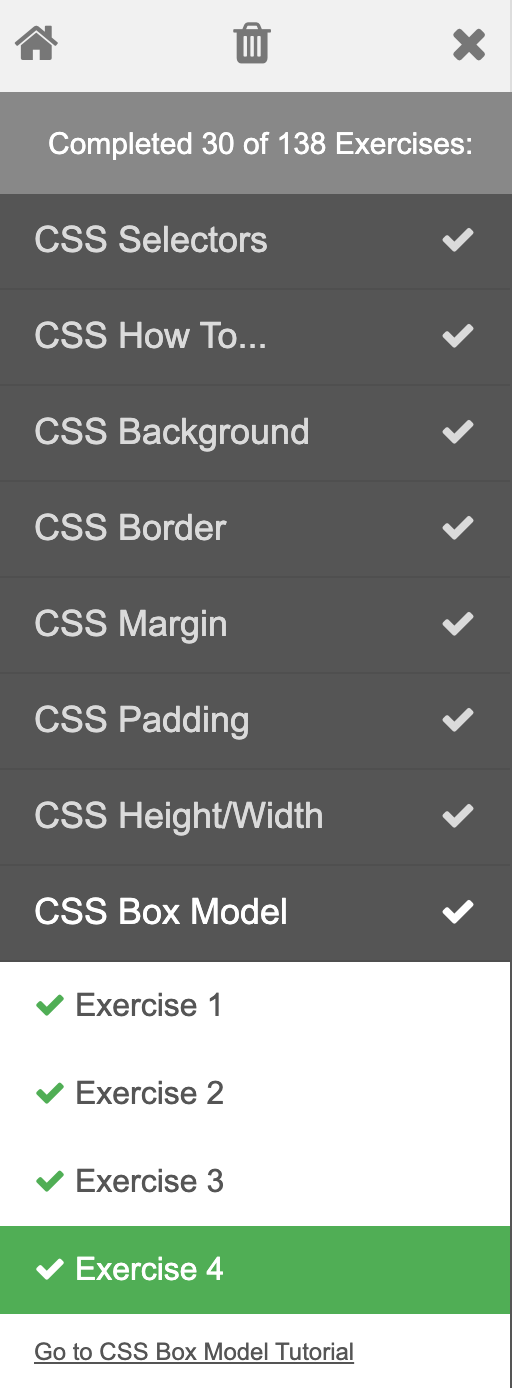 Completed 30 of 138 Exercises:
CSS Selectors
CSS How To...
CSS Background
CSS Border
CSS Margin
CSS Padding
CSS Height/Width
CSS Box Model
Exercise 1
Exercise 2
Exercise 3
Exercise 4
Go to CSS Box Model Tutorial